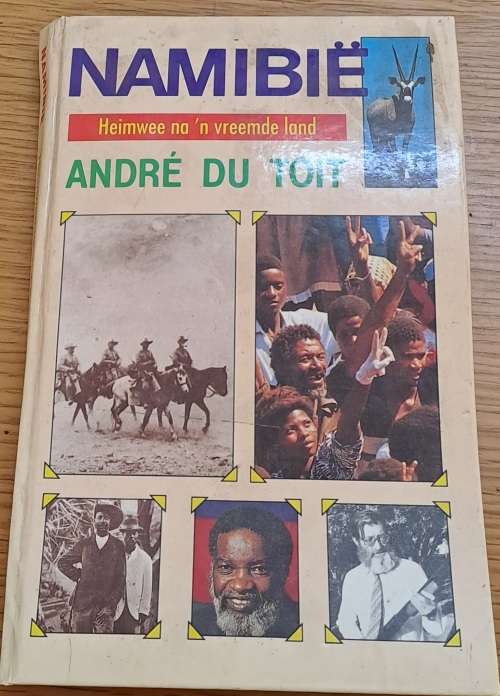 NAMIBIË
Heimwee na 'n vreemde land
ANDRÉ DU TOIT